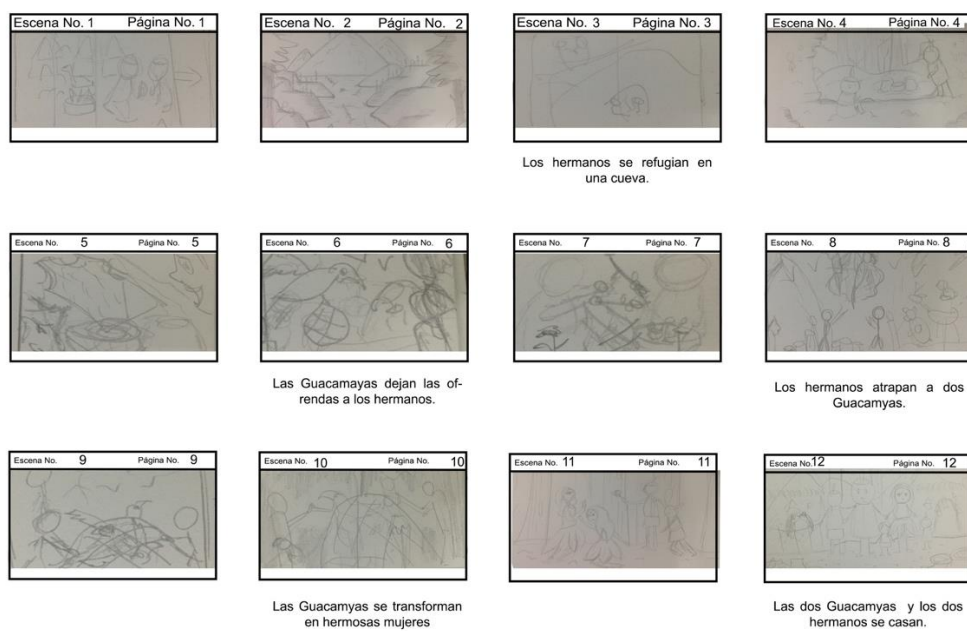 Escena No. 1 Página No. 1
Escena No. 2 Página No. 2
Escena No. 3 Página No. 3
Escena No. 4 Página No. 4
Los hermanos se refugian en
una cueva.
Escena No. 5 Página No. 5
Escena No. 6 Página No. 6
Escena No. 7 Página No. 7
Escena No. 8 Página No. 8
Las Guacamayas dejan las of-
rendas a los hermanos.
Los hermanos atrapan a dos
Guacamyas.
Escena No. 9 Página No. 9
Escena No. 10 Página No. 10
Escena No. 11 Página No. 11
Escena No. 12 Página No. 12
Las Guacamyas se transforman
en hermosas mujeres
Las dos Guacamyas y los dos
hermanos se casan.